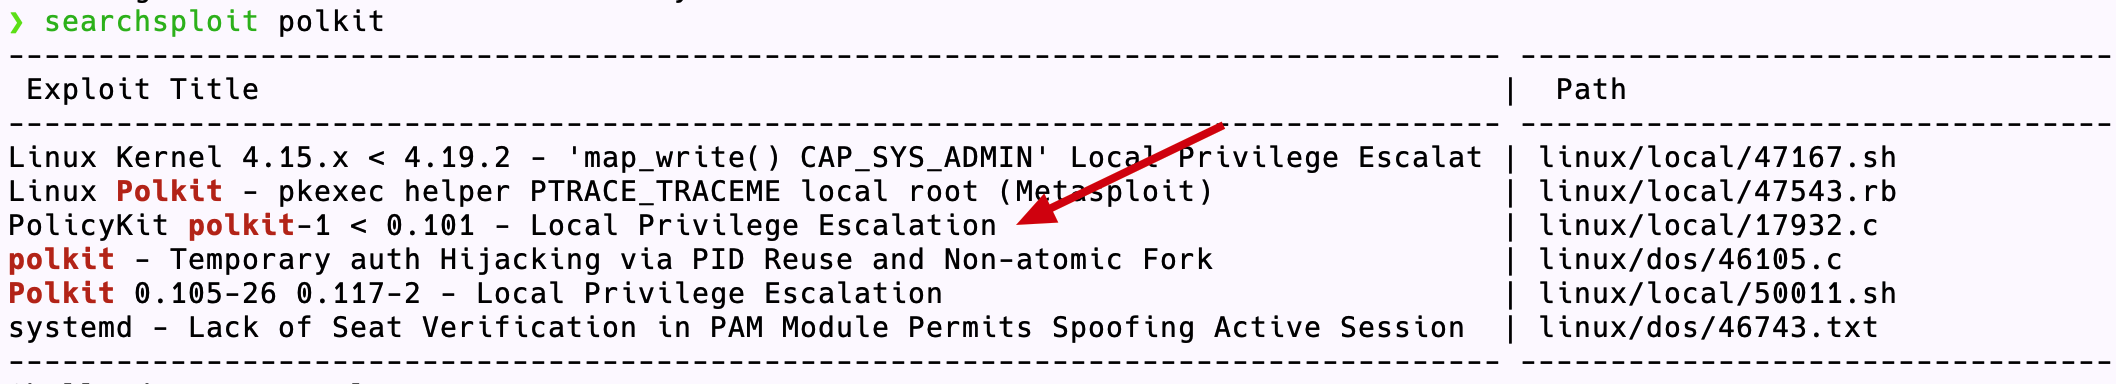 ❯ searchsploit polkit
--------------------------------------------------------------------------------- ---------------------------------
 Exploit Title | Path
--------------------------------------------------------------------------------- ---------------------------------
Linux Kernel 4.15.x < 4.19.2 - 'map_write() CAP_SYS_ADMIN' Local Privilege Escalat | linux/local/47167.sh
Linux Polkit - pkexec helper PTRACE_TRACEME local root (Metasploit) | linux/local/47543.rb
PolicyKit polkit-1 < 0.101 - Local Privilege Escalation | linux/local/17932.c
polkit - Temporary auth Hijacking via PID Reuse and Non-atomic Fork | linux/dos/46105.c
Polkit 0.105-26 0.117-2 - Local Privilege Escalation | linux/local/50011.sh
systemd - Lack of Seat Verification in PAM Module Permits Spoofing Active Session | linux/dos/46743.txt
--------------------------------------------------------------------------------- ---------------------------------